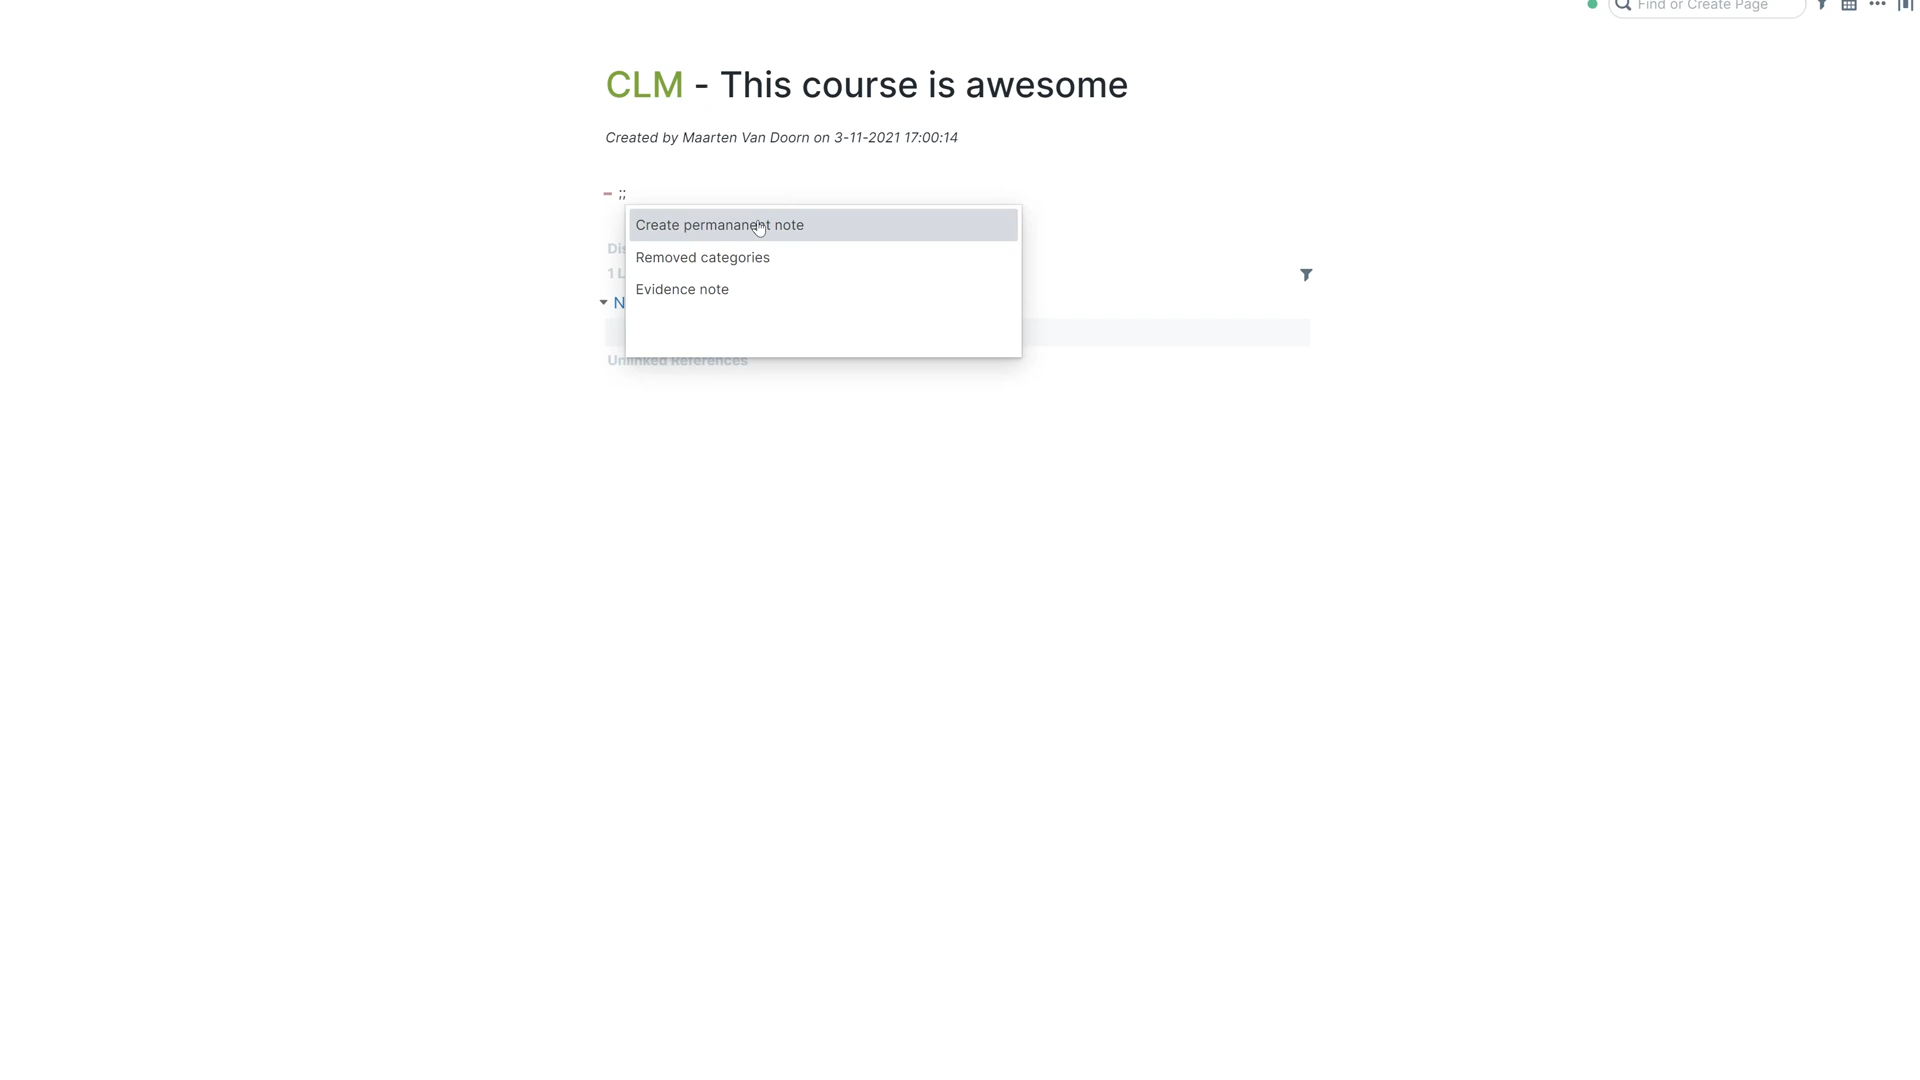 Find or Create Page
CLM - This course is awesome
Created by Maarten Van Doorn on 3-11-2021 17:00:14
;;
Create permananent note
Removed categories
Evidence note
Unlinked References